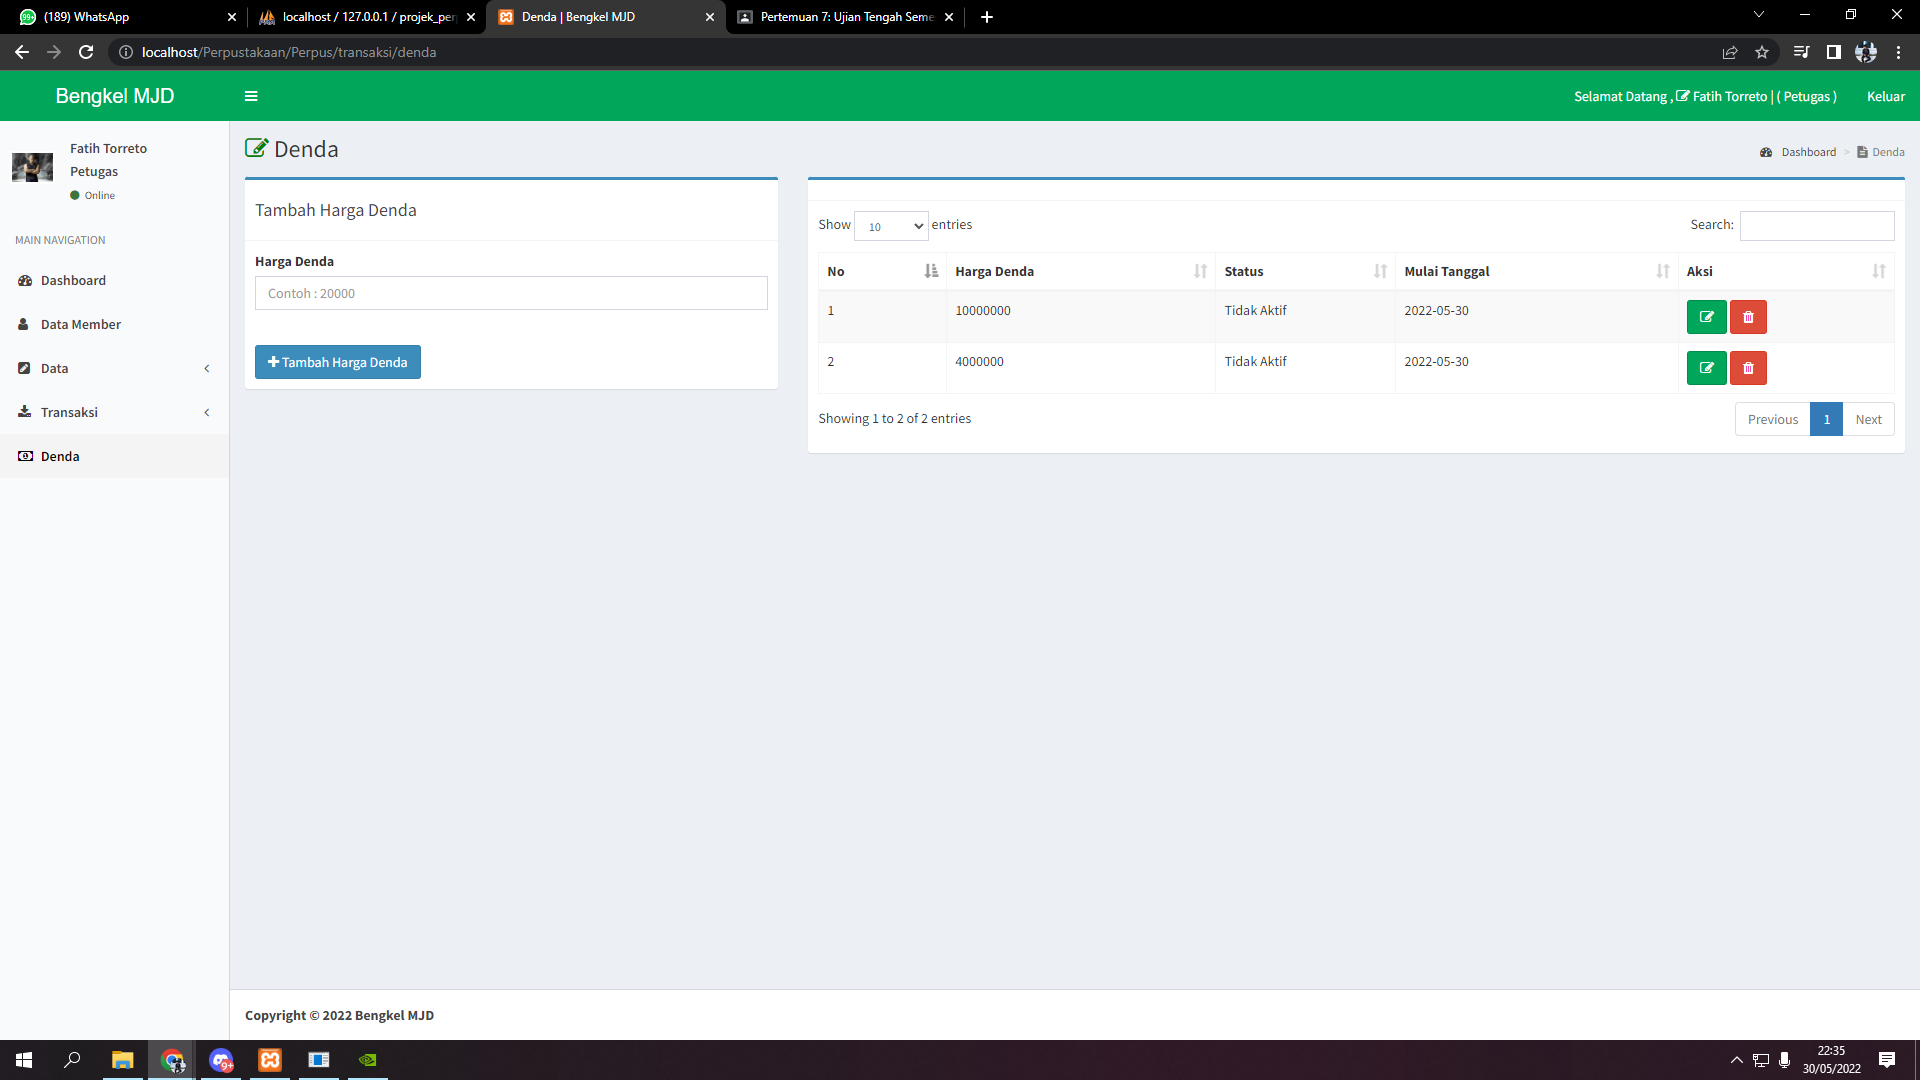 (189) WhatsApp
localhost / 127.0.0.1 / projek_per
Denda | Bengkel MJD
Pertemuan 7: Ujian Tengah Seme
localhost/Perpustakaan/Perpus/transaksi/denda
Bengkel MJD
Selamat Datang , Fatih Torreto | ( Petugas )
Keluar
Fatih Torreto
Petugas
Online
MAIN NAVIGATION
Dashboard
Data Member
Data
Transaksi
Denda
Denda
Dashboard > Denda
Tambah Harga Denda
Harga Denda
Contoh : 20000
Tambah Harga Denda
Show 10 entries
Search:
No Harga Denda Status Mulai Tanggal Aksi
1 10000000 Tidak Aktif 2022-05-30
2 4000000 Tidak Aktif 2022-05-30
Showing 1 to 2 of 2 entries
Previous 1 Next
Copyright © 2022 Bengkel MJD
9+
22:35
30/05/2022